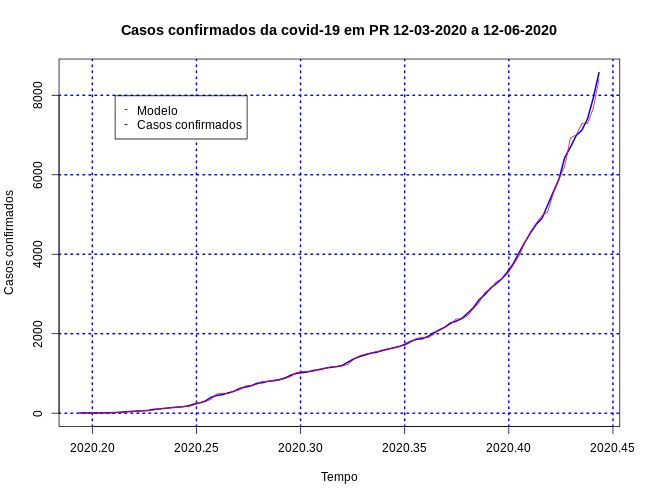 Casos confirmados da covid-19 em PR 12-03-2020 a 12-06-2020
Casos confirmados
8000
6000
4000
2000
0
Modelo
Casos confirmados
2020.20 2020.25 2020.30 2020.35 2020.40 2020.45
Tempo